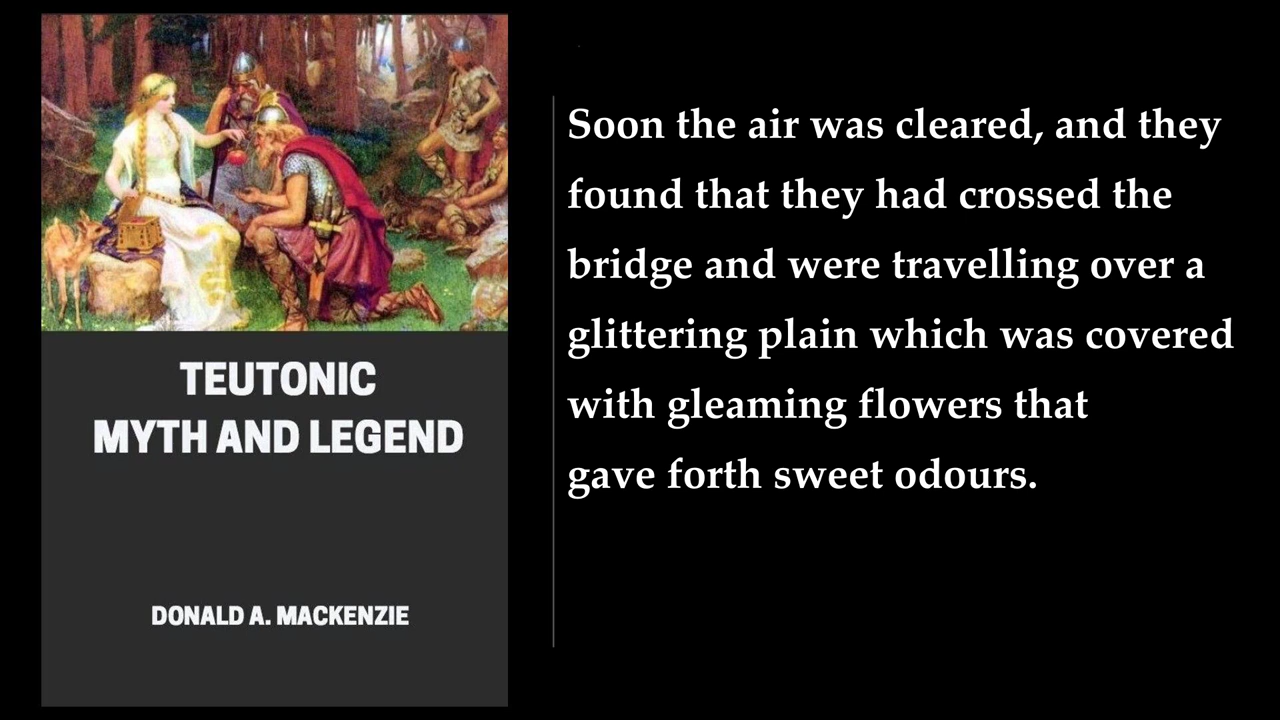 TEUTONIC
MYTH AND LEGEND
DONALD A. MACKENZIE
Soon the air was cleared, and they
found that they had crossed the
bridge and were travelling over a
glittering plain which was covered
with gleaming flowers that
gave forth sweet odours.